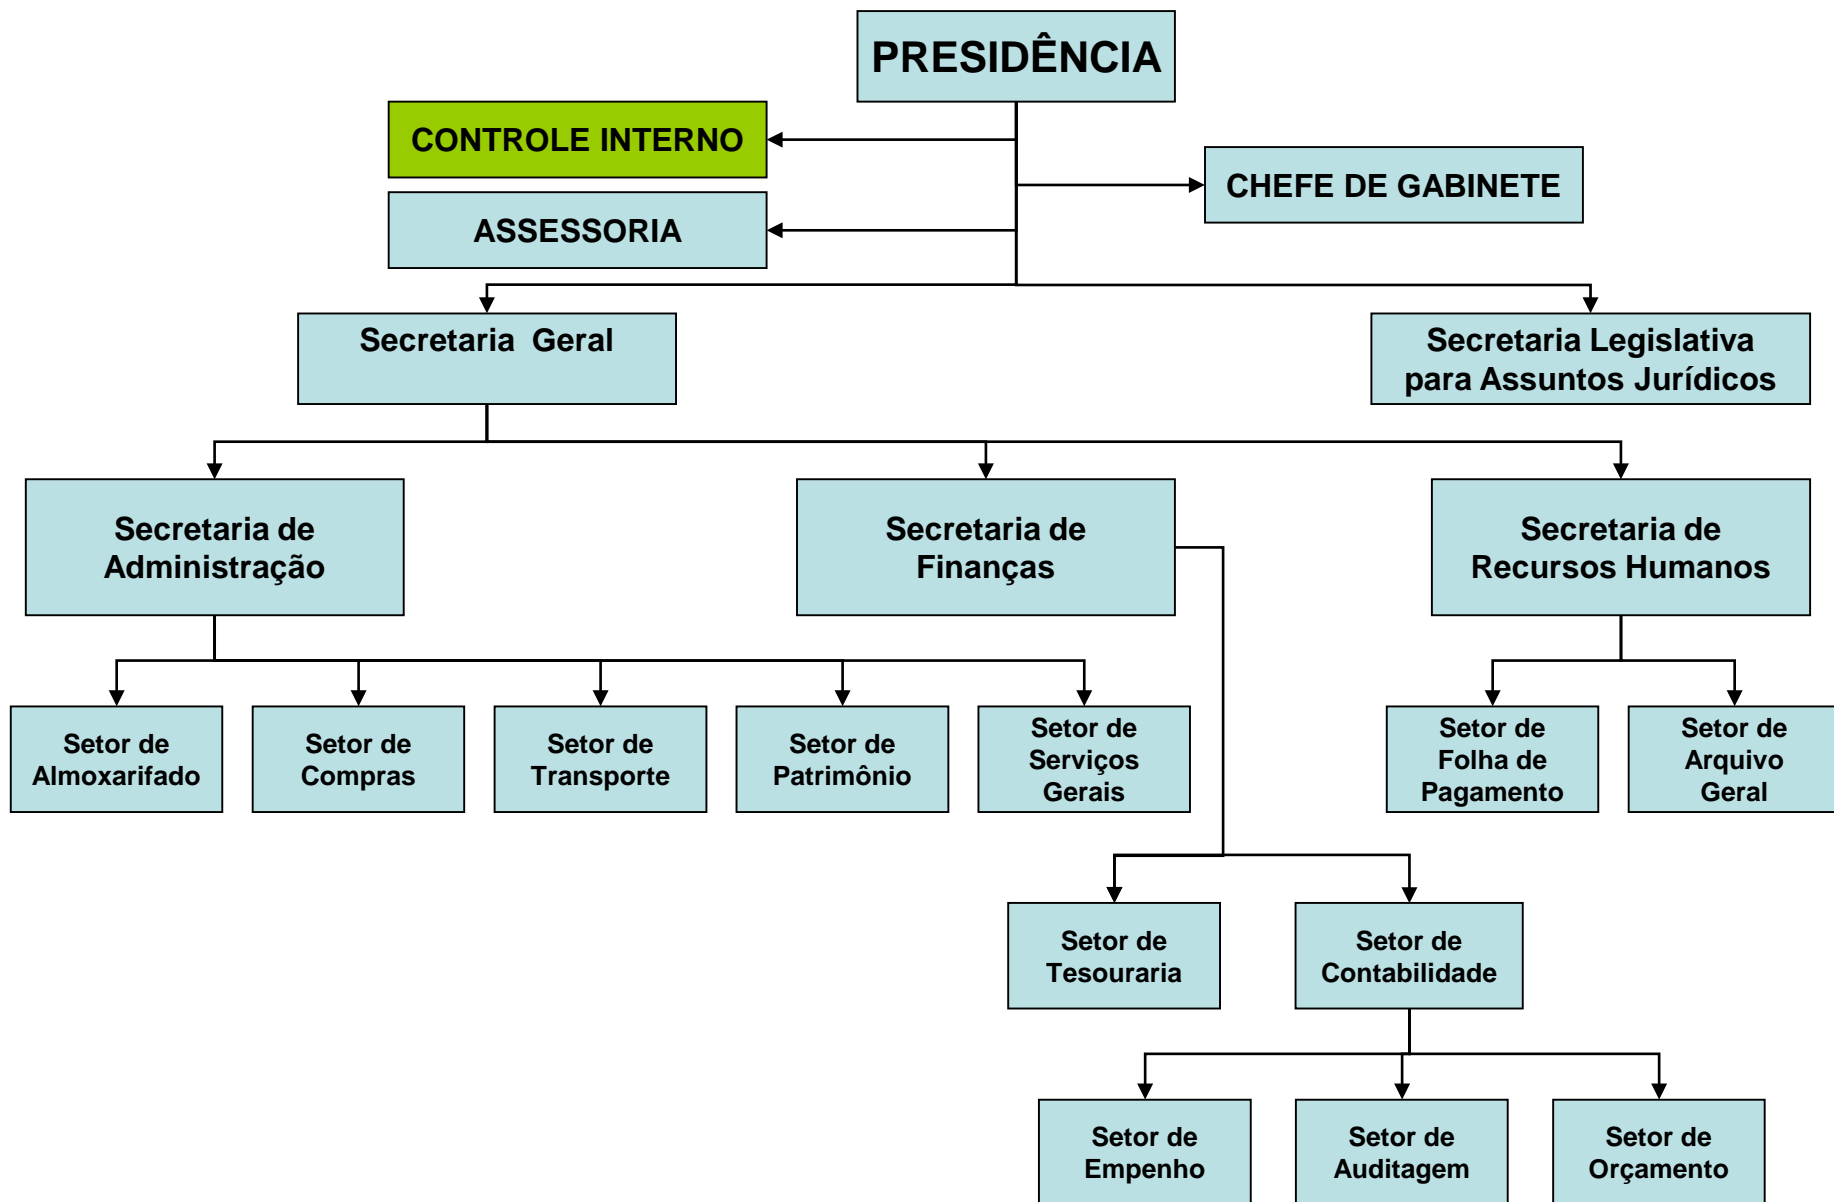 PRESIDÊNCIA
CONTROLE INTERNO
CHEFE DE GABINETE
ASSESSORIA
Secretaria Geral
Secretaria Legislativa
para Assuntos Jurídicos
Secretaria de
Administração
Secretaria de
Finanças
Secretaria de
Recursos Humanos
Setor de
Almoxarifado
Setor de
Compras
Setor de
Transporte
Setor de
Patrimônio
Setor de
Serviços
Gerais
Setor de
Folha de
Pagamento
Setor de
Arquivo
Geral
Setor de
Tesouraria
Setor de
Contabilidade
Setor de
Empenho
Setor de
Auditagem
Setor de
Orçamento